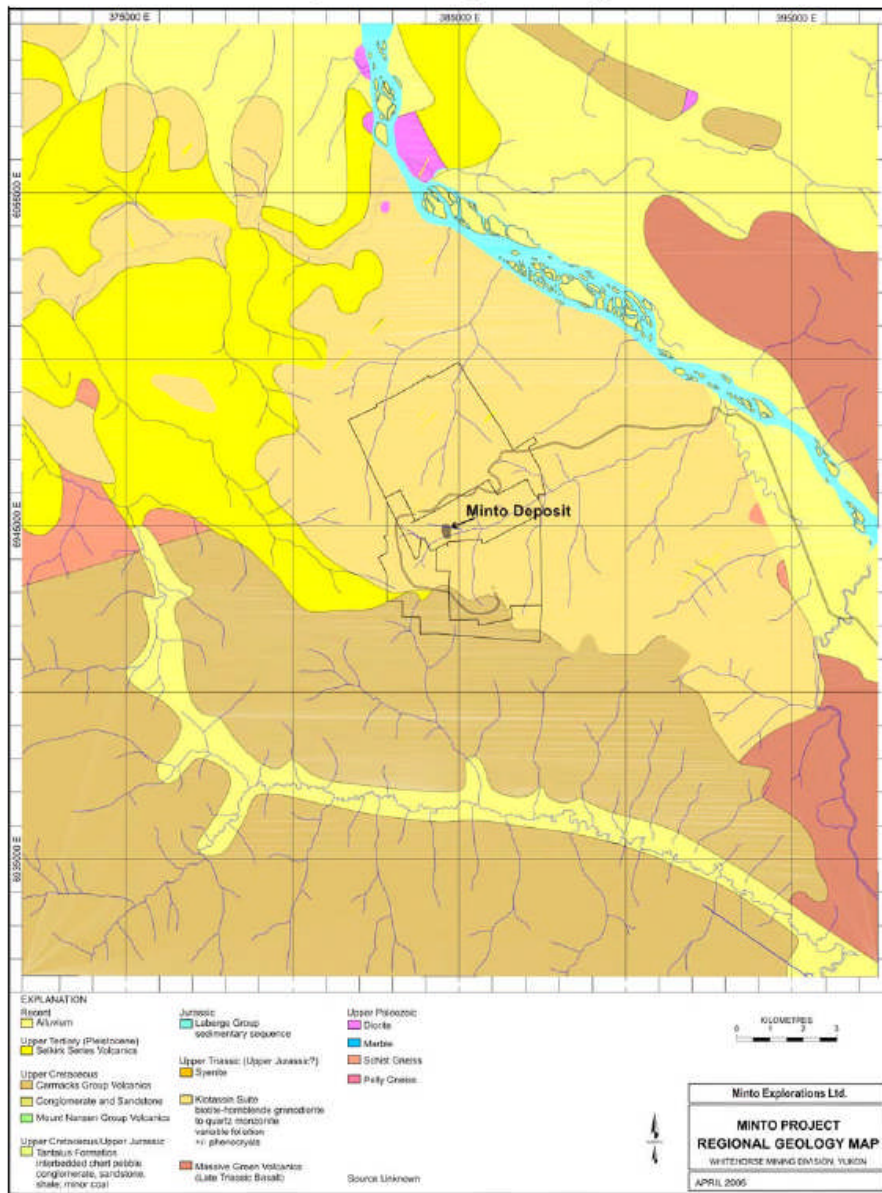 375000 E
385000 E
395000 E
6945000 E
6935000 E
Minto Deposit
EXPLANATION
Recent
Alluvium
Upper Tertiary (Pleistocene)
Selkirk Series Volcanics
Upper Cretaceous
Carmacks Group Volcanics
Conglomerate and Sandstone
Mount Nansen Group Volcanics
Upper Cretaceous/Upper Jurassic
Tantalus Formation
interbedded chert pebble
conglomerate, sandstone,
shale, minor coal
Jurassic
Laberge Group
sedimentary sequence
Upper Triassic (Upper Jurassic?)
Syenite
Klotassin Suite
biotite-hornblende granodiorite
to quartz monzonite
variable foliation
+/- phenocrysts
Massive Green Volcanics
(Late Triassic Basalt)
Upper Paleozoic
Diorite
Marble
Schist Gneiss
Pelly Gneiss
Source Unknown
KILOMETRES
0 1 2 3
Minto Explorations Ltd.
MINTO PROJECT
REGIONAL GEOLOGY MAP
WHITEHORSE MINING DIVISION, YUKON
APRIL 2006